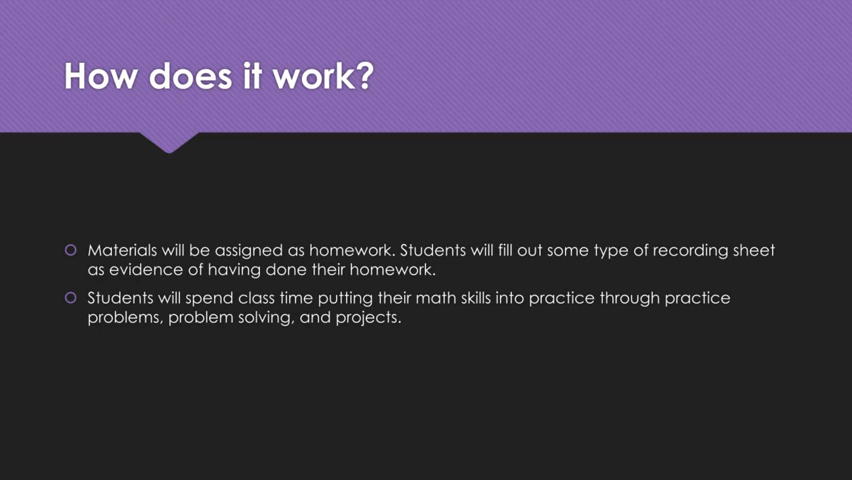 How does it work?
Materials will be assigned as homework. Students will fill out some type of recording sheet
as evidence of having done their homework.
Students will spend class time putting their math skills into practice through practice
problems, problem solving, and projects.